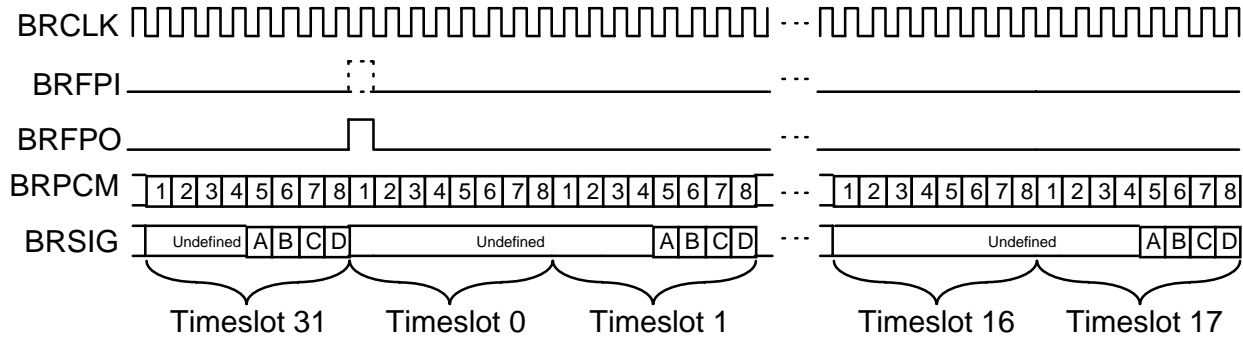 BRCLK
BRFPI
BRFPO
BRPCM 1 2 3 4 5 6 7 8 1 2 3 4 5 6 7 8 1 2 3 4 5 6 7 8 1 2 3 4 5 6 7 8 1 2 3 4 5 6 7 8
BRSIG Undefined A B C D Undefined A B C D Undefined A B C D
Timeslot 31 Timeslot 0 Timeslot 1 Timeslot 16 Timeslot 17